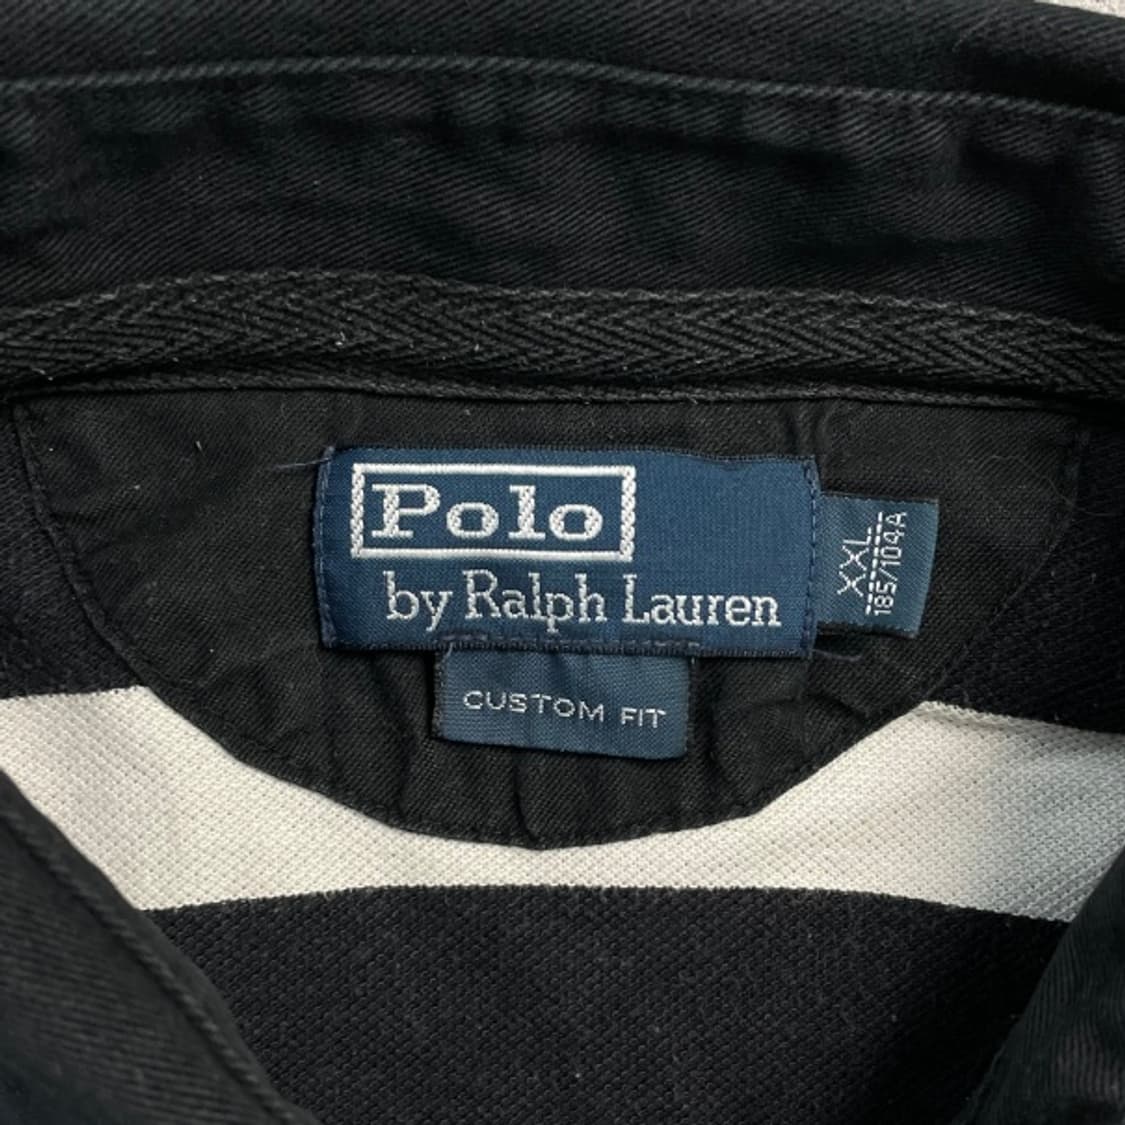 Polo
by Ralph Lauren
XXL
185/104A
CUSTOM FIT